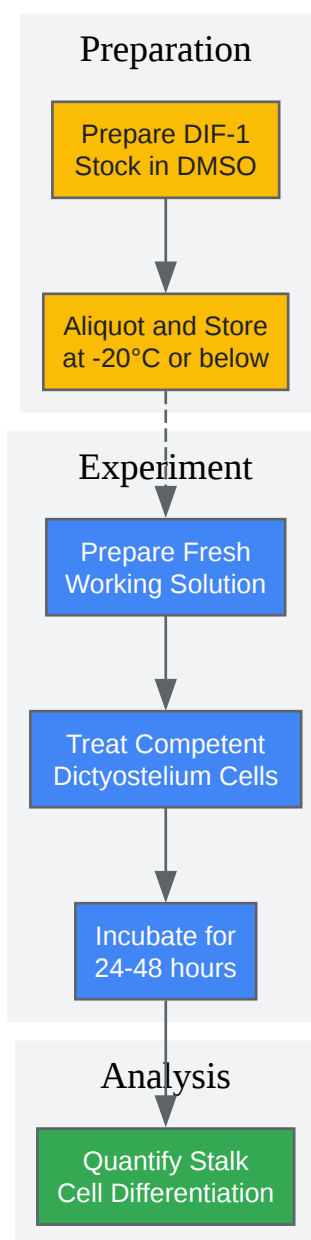 Preparation
Prepare DIF-1
Stock in DMSO
Aliquot and Store
at -20°C or below
Experiment
Prepare Fresh
Working Solution
Treat Competent
Dictyostelium Cells
Incubate for
24-48 hours
Analysis
Quantify Stalk
Cell Differentiation